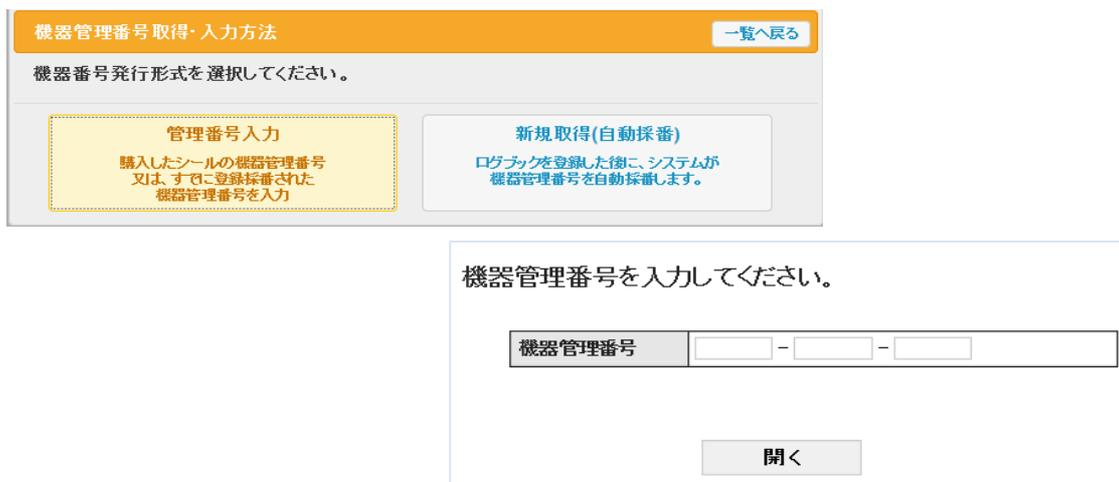 機器管理番号取得・入力方法
一覧へ戻る
機器番号発行形式を選択してください。
管理番号入力
購入したシールの機器管理番号
又は、すでに登録採番された
機器管理番号を入力
新規取得(自動採番)
ログブックを登録した後に、システムが
機器管理番号を自動採番します。
機器管理番号を入力してください。
機器管理番号 - -
開く